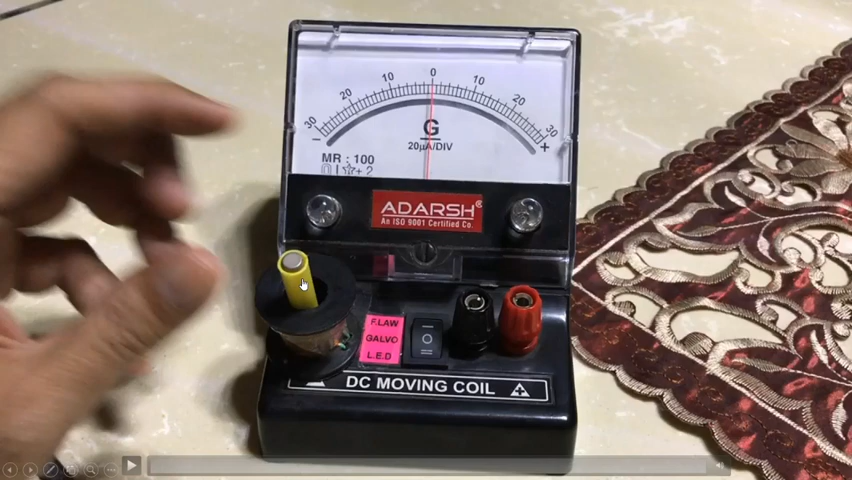 30 20 10 0 10 20 30
− +
G
20µA/DIV
MR : 100
ADARSH®
An ISO 9001 Certified Co.
F.LAW
GALVO
L.E.D
DC MOVING COIL